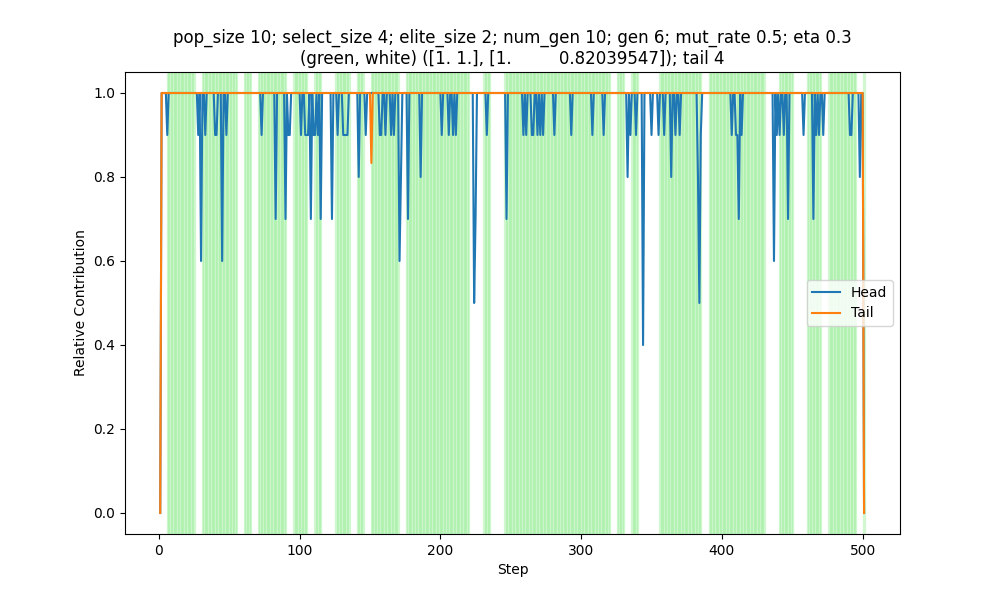 pop_size 10; select_size 4; elite_size 2; num_gen 10; gen 6; mut_rate 0.5; eta 0.3
(green, white) ([1. 1.], [1.         0.82039547]); tail 4
1.0
0.8
0.6
0.4
0.2
0.0
Relative Contribution
Head
Tail
0
100
200
300
400
500
Step